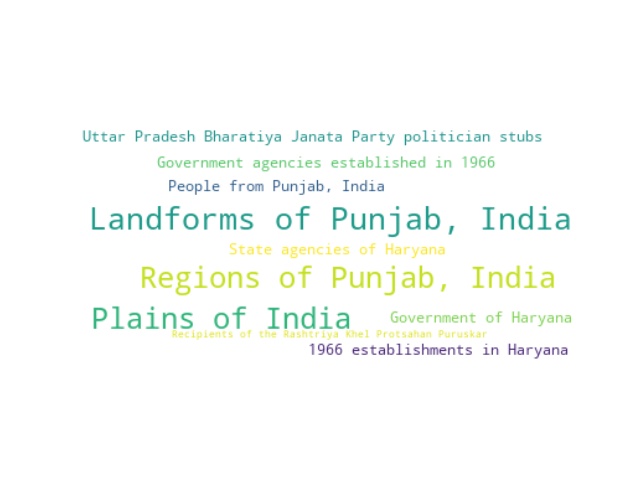 Uttar Pradesh Bharatiya Janata Party politician stubs
Government agencies established in 1966
People from Punjab, India
Landforms of Punjab, India
State agencies of Haryana
Regions of Punjab, India
Plains of India
Government of Haryana
Recipients of the Rashtriya Khel Protsahan Puruskar
1966 establishments in Haryana